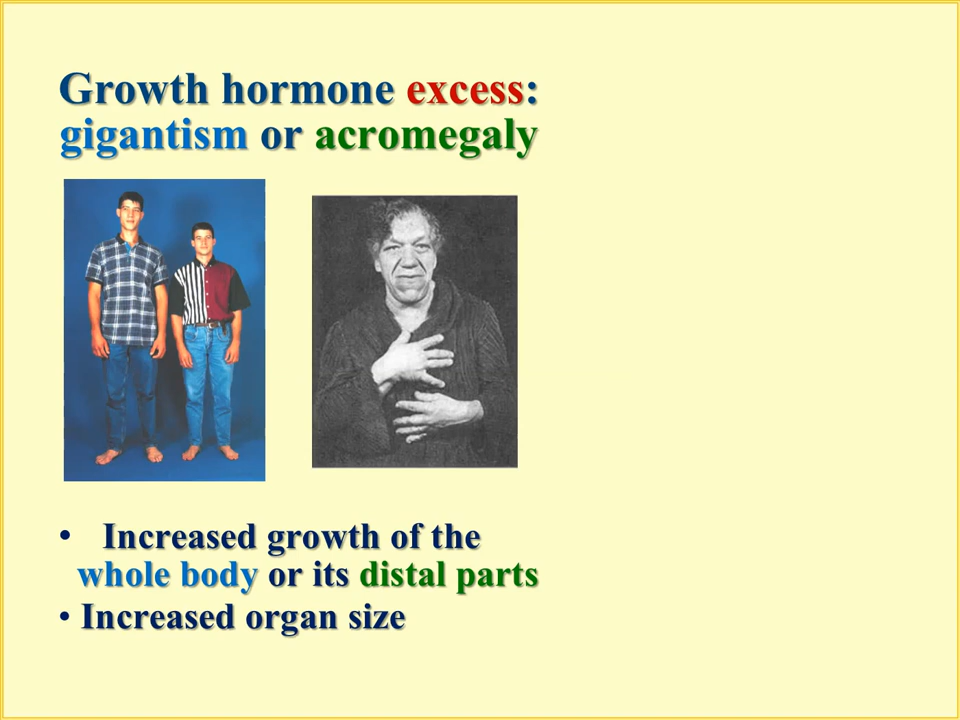 Growth hormone excess:
gigantism or acromegaly
• Increased growth of the
whole body or its distal parts
• Increased organ size